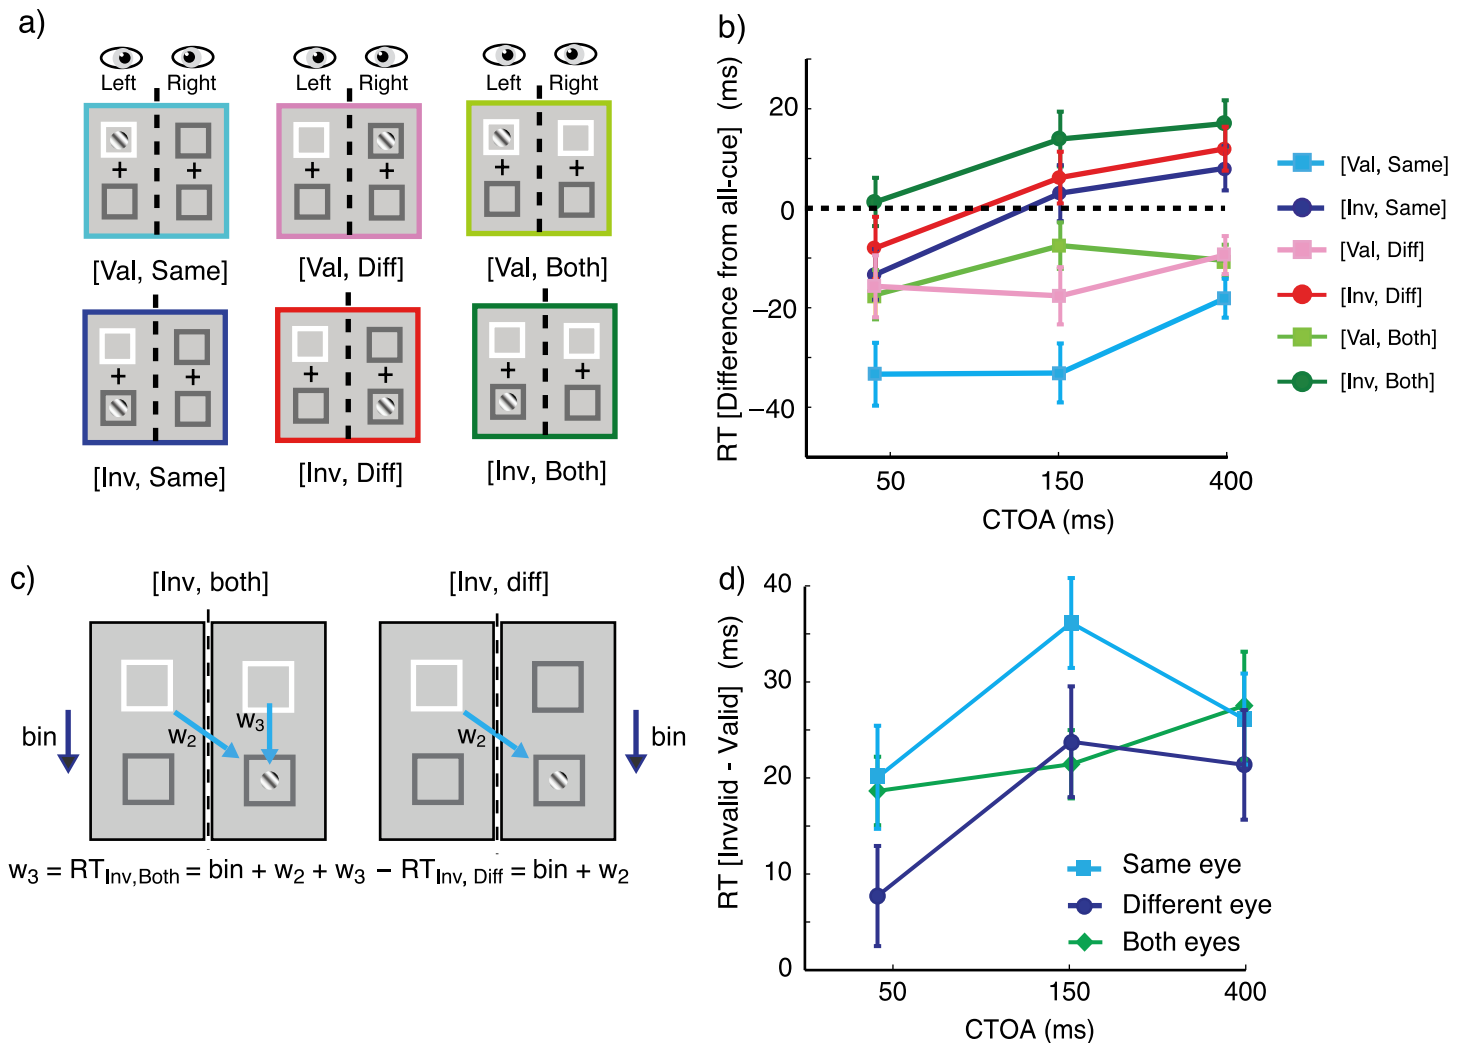 a)
Left Right Left Right Left Right
+ + + + + +
[Val, Same] [Val, Diff] [Val, Both]
+ + + + + +
[Inv, Same] [Inv, Diff] [Inv, Both]
b)
RT [Difference from all-cue] (ms)
20
0
−20
−40
50 150 400
CTOA (ms)
[Val, Same]
[Inv, Same]
[Val, Diff]
[Inv, Diff]
[Val, Both]
[Inv, Both]
c)
[Inv, both] [Inv, diff]
bin w2 w3 w2 bin
w3 = RTInv,Both = bin + w2 + w3 − RTInv, Diff = bin + w2
d)
RT [Invalid - Valid] (ms)
40
30
20
10
0
50 150 400
CTOA (ms)
Same eye
Different eye
Both eyes